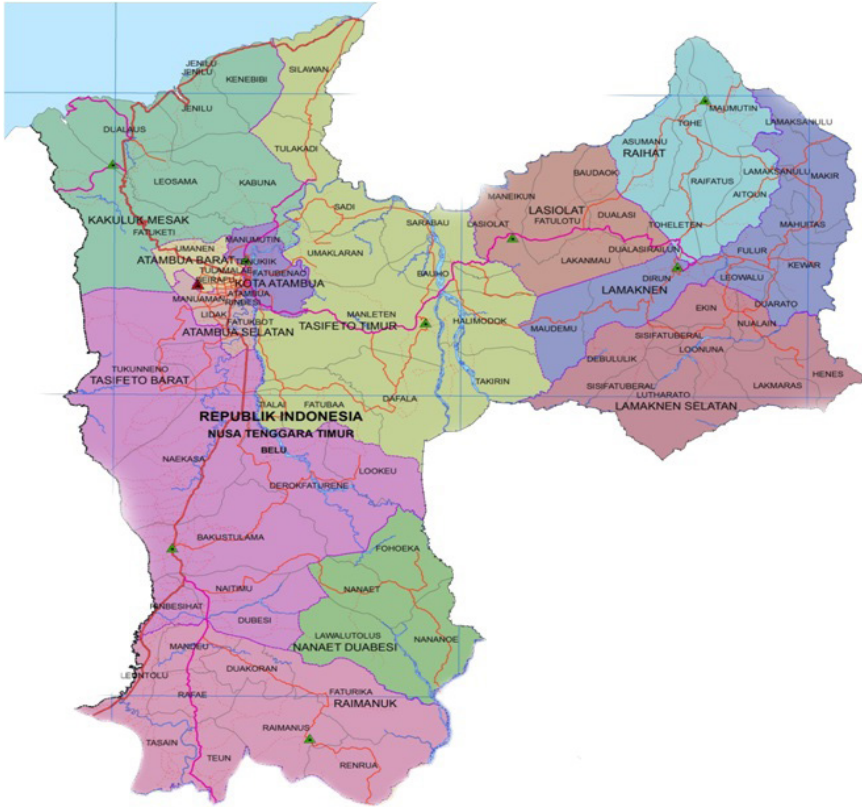 JENILU
JENILU
KENEBIBI
SILAWAN
JENILU
DUALAUS
TULAKADI
LEOSAMA
KABUNA
KAKULUK MESAK
FATUKETI
UMANEN
MANUMUTIN
ATAMBUA BARAT
TULAMALAE
FATUBENAO
KOTA ATAMBUA
MANUAMAN
ATAMBUA
LIDAK
FATUKBOT
ATAMBUA SELATAN
SADI
SARABAU
UMAKLARAN
BAUHO
MANLETEN
TASIFETO TIMUR
HALIMODOK
TAKIRIN
DAFALA
FATUBAA
TIALAI
TUKUNNENO
TASIFETO BARAT
REPUBLIK INDONESIA
NUSA TENGGARA TIMUR
BELU
NAEKASA
LOOKEU
DEROKFATURENE
BAKUSTULAMA
NAITIMU
HINBESIHAT
DUBESI
FOHOEKA
NANAET
LAWALUTOLUS
NANAET DUABESI
NANANOE
MANDEU
LEONTOLU
DUAKORAN
RAFAE
FATURIKA
RAIMANUK
RAIMANUS
TASAIN
TEUN
RENRUA
MAUMUTIN
TOHE
ASUMANU
RAIHAT
RAIFATUS
AITOUN
TOHELETEN
LAMAKSANULU
LAMAKSANULU
MAKIR
MAHUITAS
KEWAR
FULUR
LEOWALU
DUARATO
BAUDAOK
MANEIKUN
LASIOLAT
LASIOLAT
FATULOTU
DUALASI
DUALASIRAILUN
LAKANMAU
DIRUN
LAMAKNEN
MAUDEMU
EKIN
NUALAIN
SISIFATUBERAL
LOONUNA
DEBULULIK
SISIFATUBERAL
LUTHARATO
LAKMARAS
HENES
LAMAKNEN SELATAN